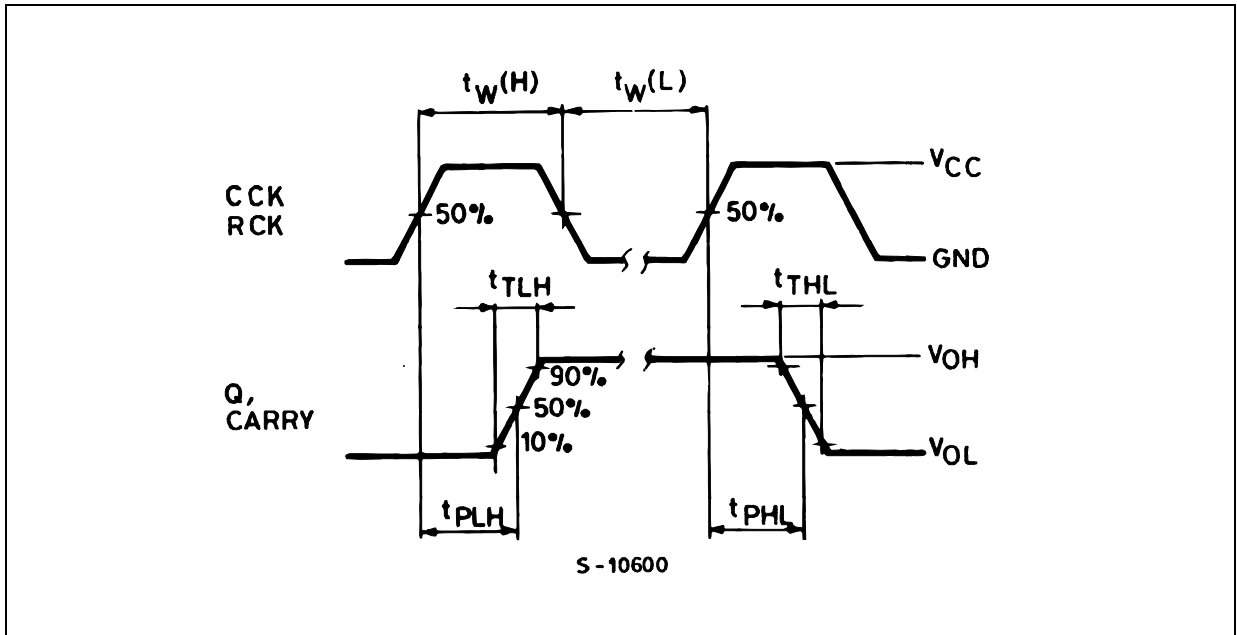 tW(H) tW(L)
CCK
RCK
50%
50%
VCC
GND
tTLH
tTHL
Q,
CARRY
90%
50%
10%
VOH
VOL
tPLH
tPHL
S-10600